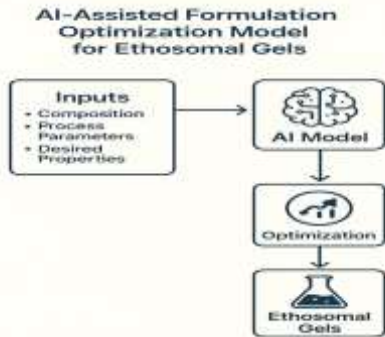 AI-Assisted Formulation
Optimization Model
for Ethosomal Gels
Inputs
• Composition
• Process
Parameters
• Desired
Properties
AI Model
Optimization
Ethosomal
Gels